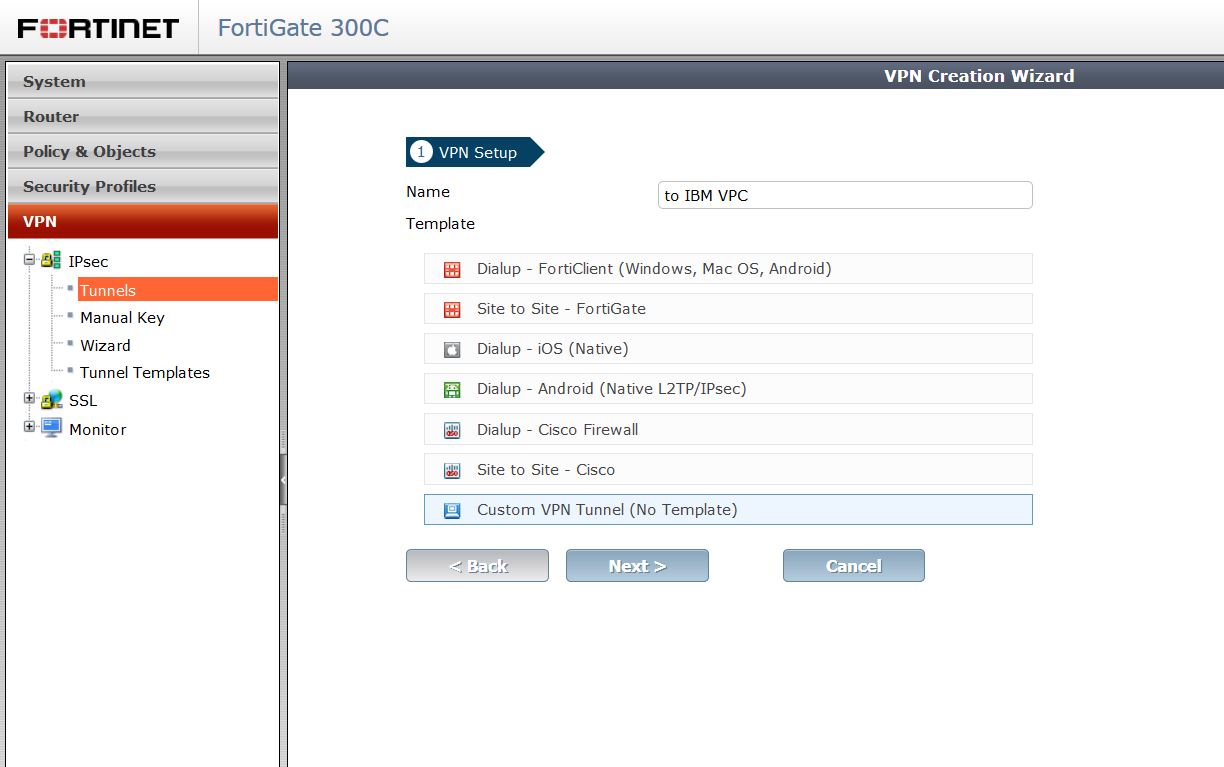 FORTINET
FortiGate 300C
System
Router
Policy & Objects
Security Profiles
VPN
IPsec
Tunnels
Manual Key
Wizard
Tunnel Templates
SSL
Monitor
VPN Creation Wizard
1 VPN Setup
Name
to IBM VPC
Template
Dialup - FortiClient (Windows, Mac OS, Android)
Site to Site - FortiGate
Dialup - iOS (Native)
Dialup - Android (Native L2TP/IPsec)
Dialup - Cisco Firewall
Site to Site - Cisco
Custom VPN Tunnel (No Template)
< Back
Next >
Cancel